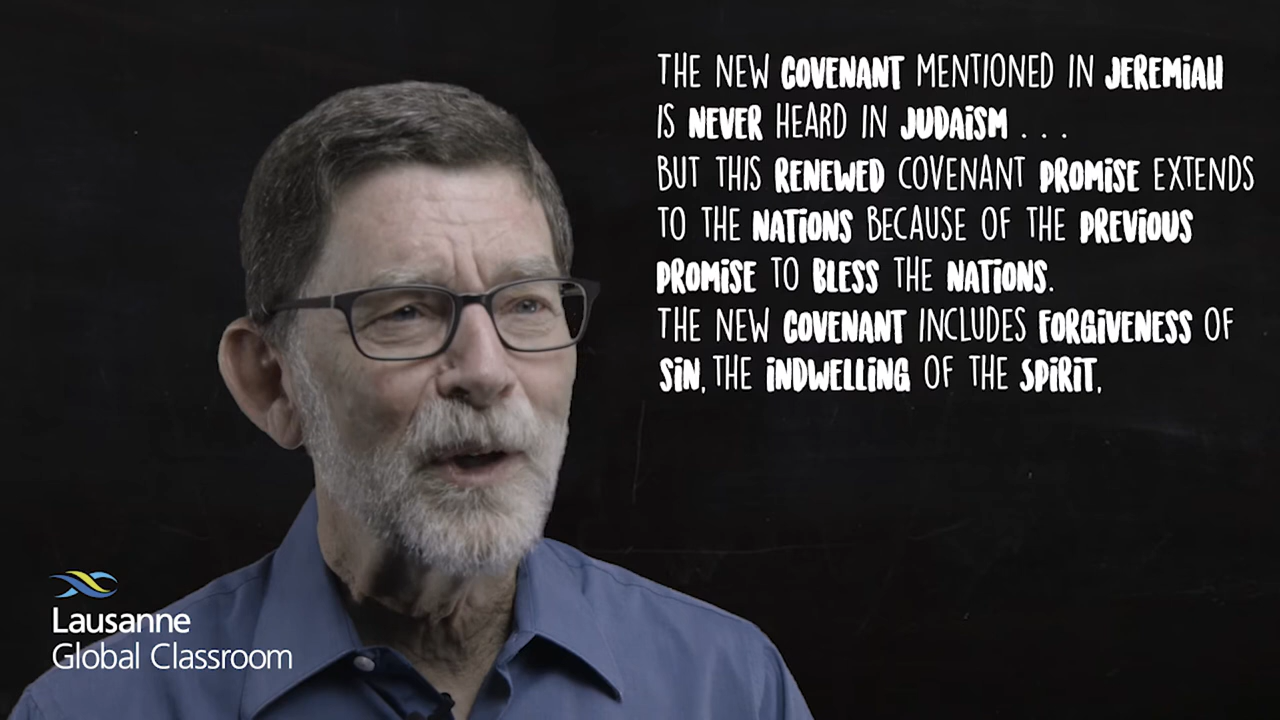 THE NEW COVENANT MENTIONED IN JEREMIAH
IS NEVER HEARD IN JUDAISM . . .
BUT THIS RENEWED COVENANT PROMISE EXTENDS
TO THE NATIONS BECAUSE OF THE PREVIOUS
PROMISE TO BLESS THE NATIONS.
THE NEW COVENANT INCLUDES FORGIVENESS OF
SIN, THE INDWELLING OF THE SPIRIT,
Lausanne
Global Classroom